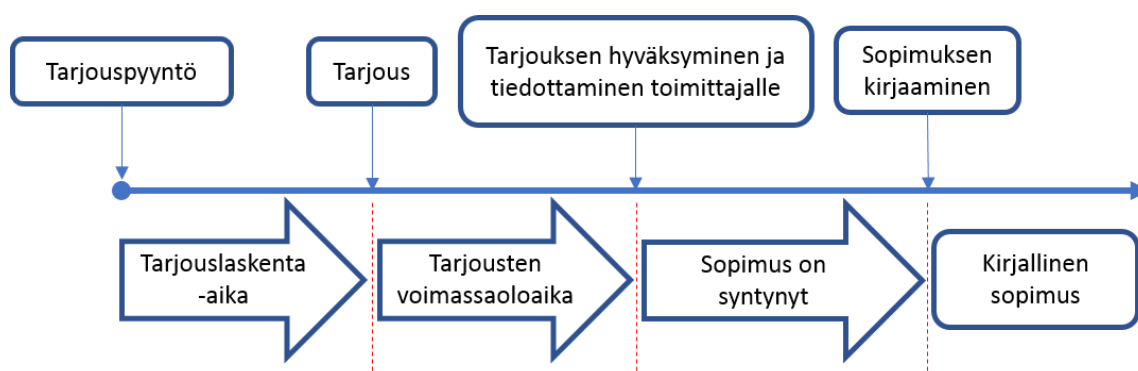 Tarjouspyyntö
Tarjous
Tarjouksen hyväksyminen ja
tiedottaminen toimittajalle
Sopimuksen
kirjaaminen
Tarjouslaskenta
-aika
Tarjousten
voimassaoloaika
Sopimus on
syntynyt
Kirjallinen
sopimus